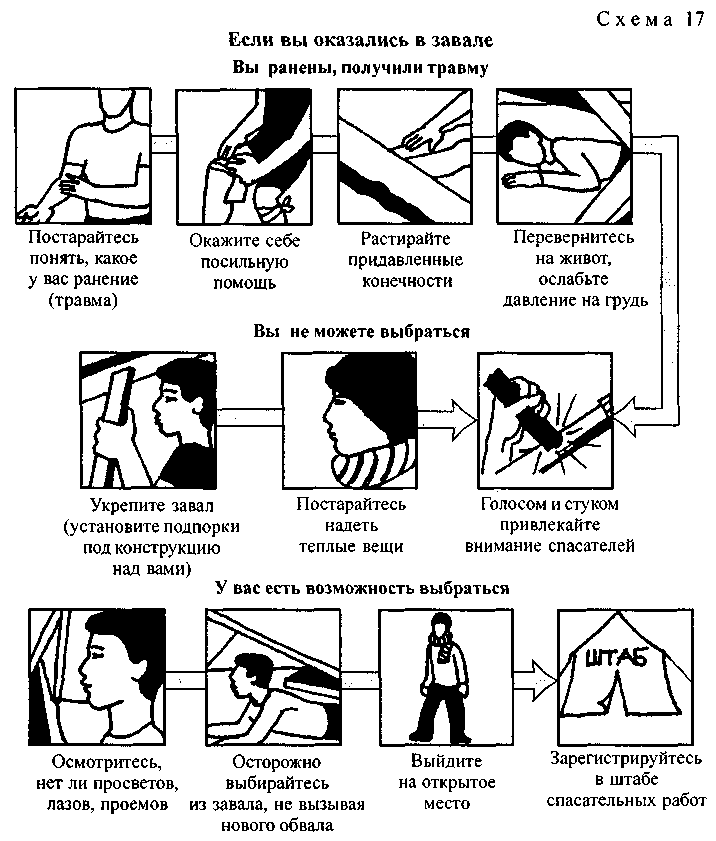 Схема 17
Если вы оказались в завале
Вы ранены, получили травму
Постарайтесь
понять, какое
у вас ранение
(травма)
Окажите себе
посильную
помощь
Растирайте
придавленные
конечности
Перевернитесь
на живот,
ослабьте
давление на грудь
Вы не можете выбраться
Укрепите завал
(установите подпорки
под конструкцию
над вами)
Постарайтесь
надеть
теплые вещи
Голосом и стуком
привлекайте
внимание спасателей
У вас есть возможность выбраться
ШТАБ
Осмотритесь,
нет ли просветов,
лазов, проемов
Осторожно
выбирайтесь
из завала, не вызывая
нового обвала
Выйдите
на открытое
место
Зарегистрируйтесь
в штабе
спасательных работ